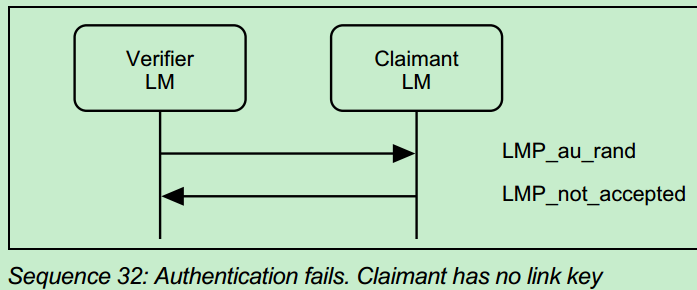 Verifier
LM
Claimant
LM
LMP_au_rand
LMP_not_accepted
Sequence 32: Authentication fails. Claimant has no link key